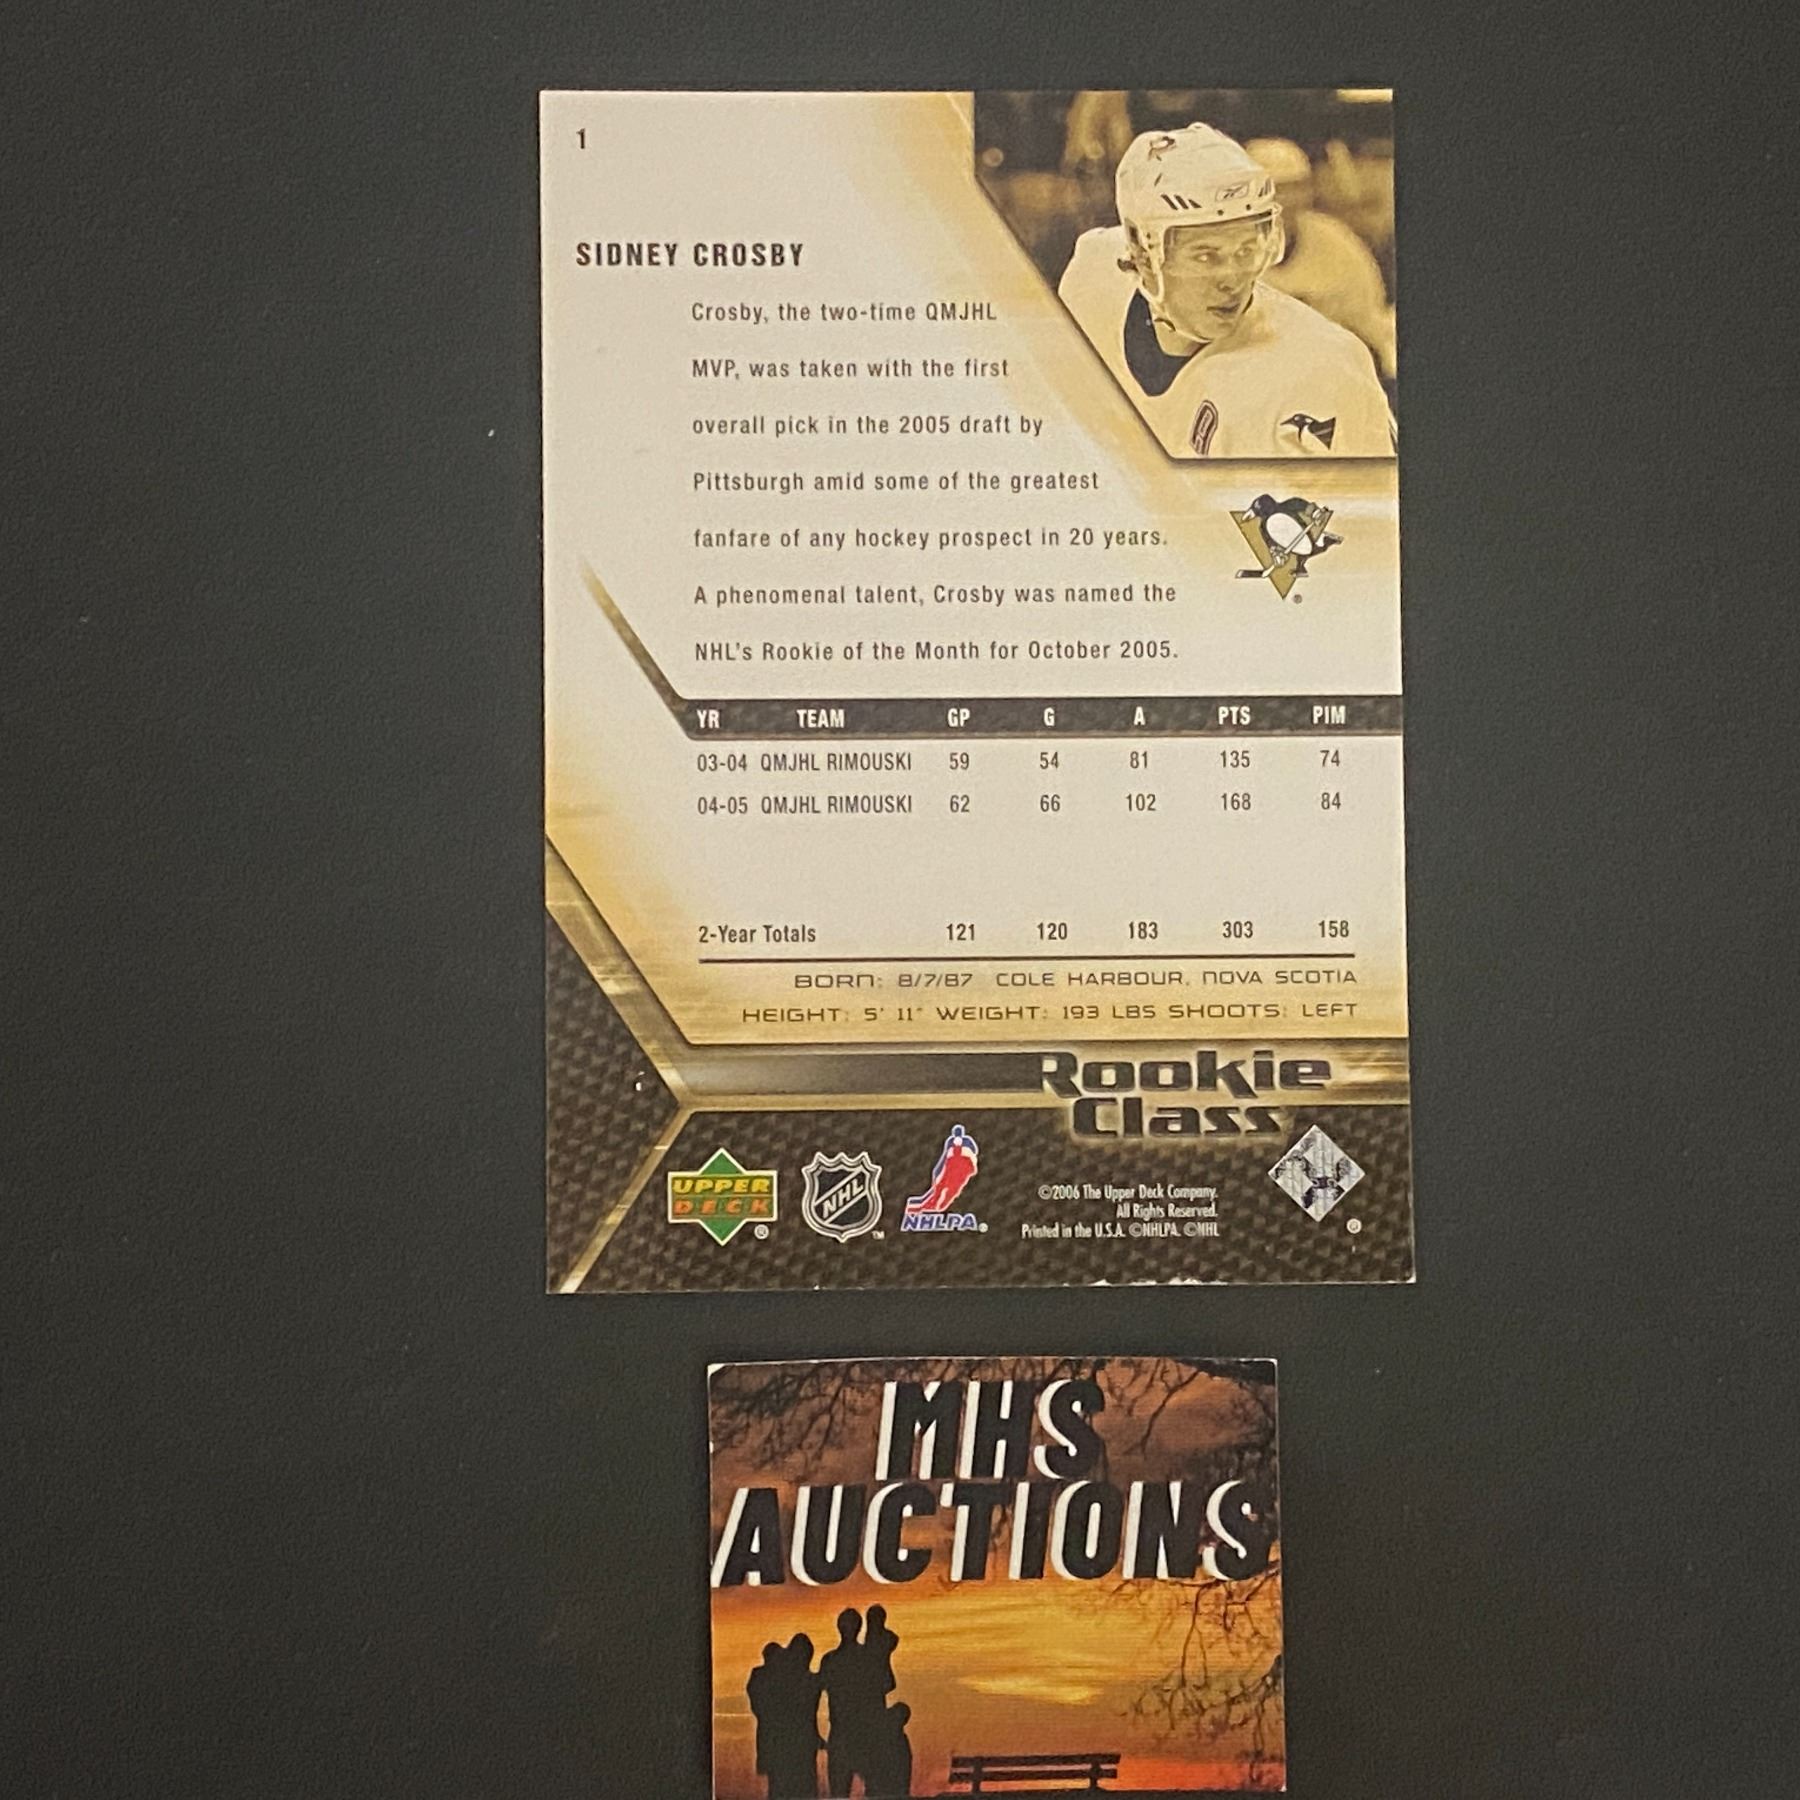 1
SIDNEY CROSBY
Crosby, the two-time QMJHL
MVP, was taken with the first
overall pick in the 2005 draft by
Pittsburgh amid some of the greatest
fanfare of any hockey prospect in 20 years.
A phenomenal talent, Crosby was named the
NHL's Rookie of the Month for October 2005.
YR TEAM GP G A PTS PIM
03-04 QMJHL RIMOUSKI 59 54 81 135 74
04-05 QMJHL RIMOUSKI 62 66 102 168 84
2-Year Totals 121 120 183 303 158
BORN: 8/7/87 COLE HARBOUR, NOVA SCOTIA
HEIGHT: 5' 11" WEIGHT: 193 LBS SHOOTS: LEFT
Rookie
Class
UPPER
DECK®
NHL™
NHLPA®
©2006 The Upper Deck Company.
All Rights Reserved.
Printed in the U.S.A. ©NHLPA. ©NHL
®
MHS
AUCTIONS